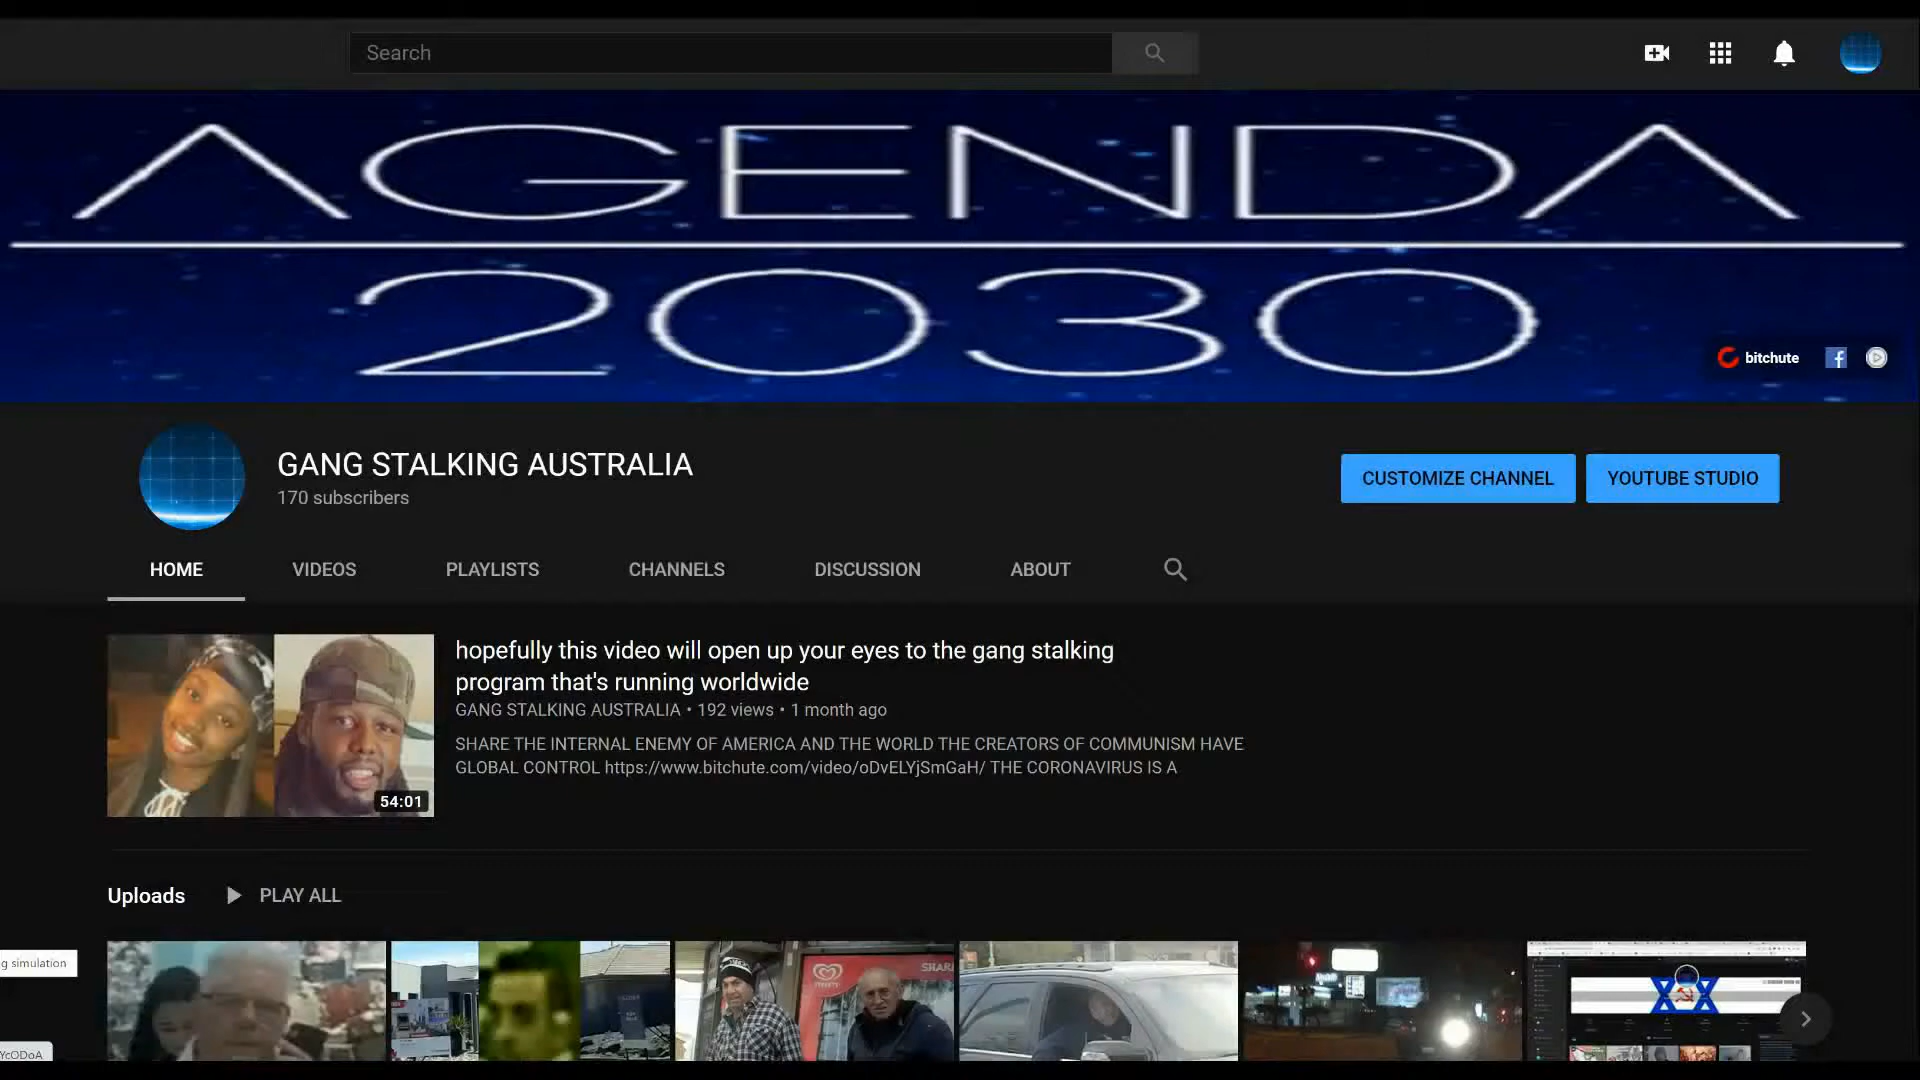 Search
AGENDA
2030
bitchute
GANG STALKING AUSTRALIA
170 subscribers
CUSTOMIZE CHANNEL
YOUTUBE STUDIO
HOME
VIDEOS
PLAYLISTS
CHANNELS
DISCUSSION
ABOUT
hopefully this video will open up your eyes to the gang stalking
program that's running worldwide
GANG STALKING AUSTRALIA • 192 views • 1 month ago
SHARE THE INTERNAL ENEMY OF AMERICA AND THE WORLD THE CREATORS OF COMMUNISM HAVE
GLOBAL CONTROL https://www.bitchute.com/video/oDvELYjSmGaH/ THE CORONAVIRUS IS A
54:01
Uploads
PLAY ALL
g simulation
YcODoA